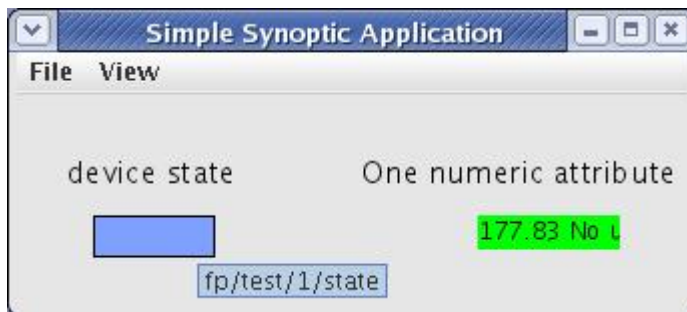 Simple Synoptic Application
File View
device state One numeric attribute
177.83 No u
fp/test/1/state